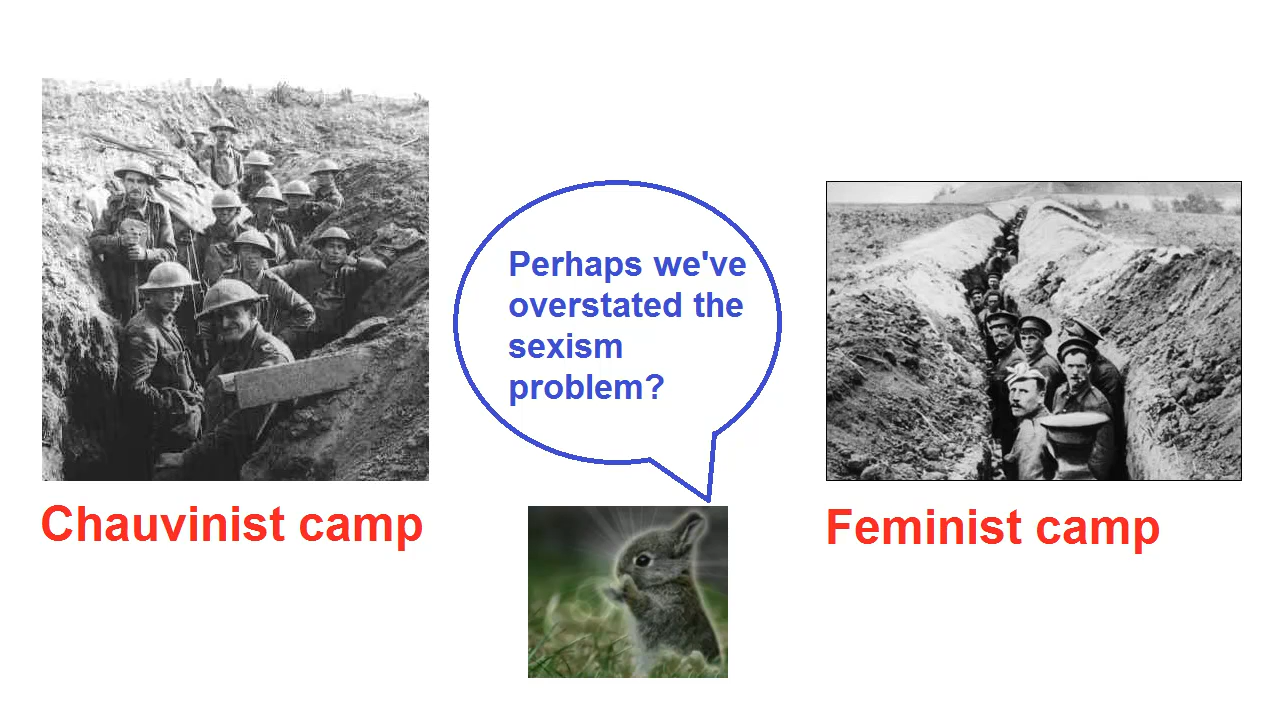 Perhaps we've
overstated the
sexism
problem?
Chauvinist camp
Feminist camp